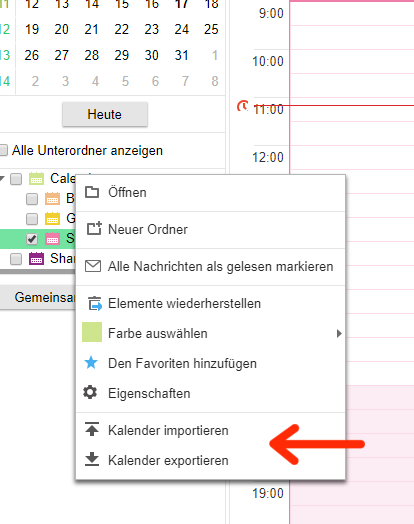 11 11 12 13 14 15 16 17 18
12 19 20 21 22 23 24 25
13 26 27 28 29 30 31 1
14 2 3 4 5 6 7 8
Heute
Alle Unterordner anzeigen
B
G
S
Shar
Gemeinsar
Öffnen
Neuer Ordner
Alle Nachrichten als gelesen markieren
Elemente wiederherstellen
Farbe auswählen
Den Favoriten hinzufügen
Eigenschaften
Kalender importieren
Kalender exportieren
9:00
10:00
11:00
12:00
19:00